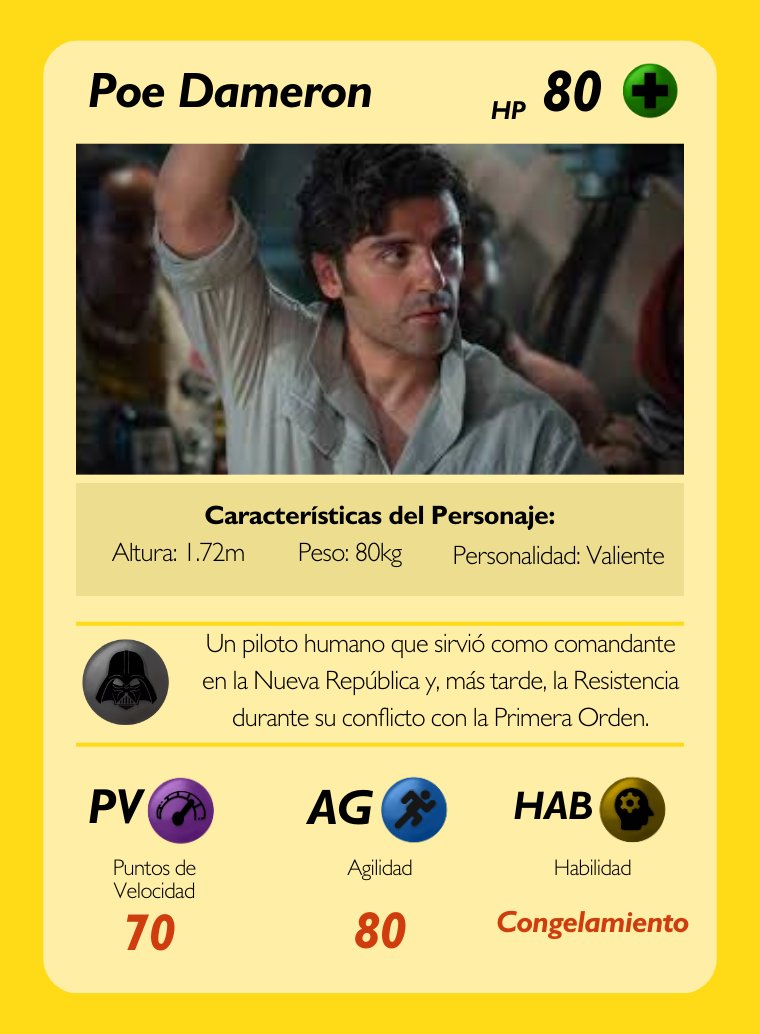 Poe Dameron
HP 80
Características del Personaje:
Altura: 1.72m Peso: 80kg Personalidad: Valiente
Un piloto humano que sirvió como comandante
en la Nueva República y, más tarde, la Resistencia
durante su conflicto con la Primera Orden.
PV AG HAB
Puntos de
Velocidad
Agilidad
Habilidad
70
80
Congelamiento